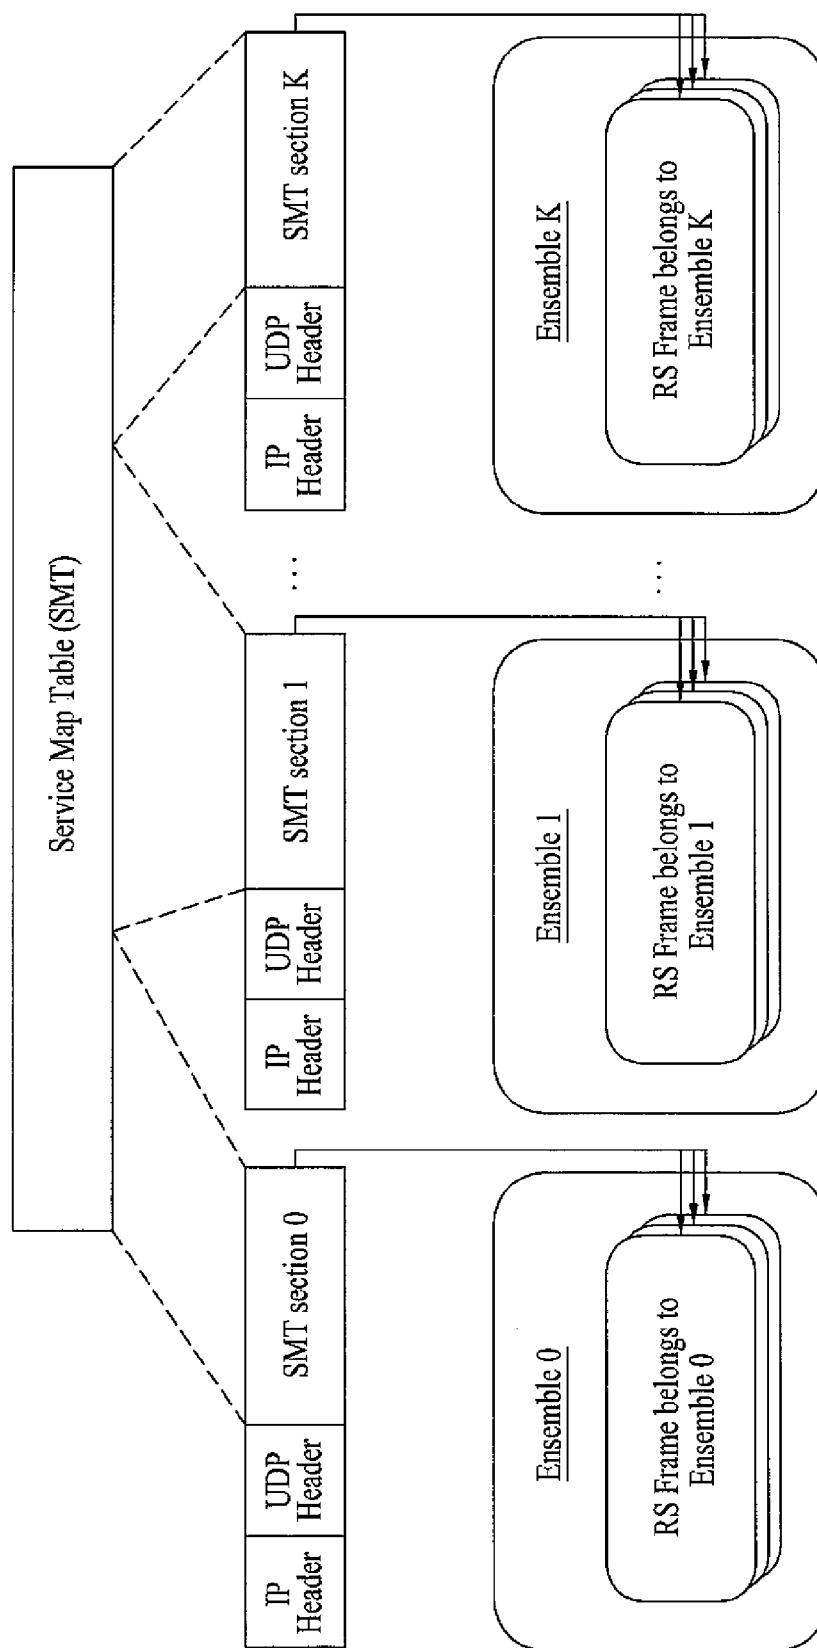 Service Map Table (SMT)
IP
Header
UDP
Header
SMT section 0
IP
Header
UDP
Header
SMT section 1
...
IP
Header
UDP
Header
SMT section K
Ensemble 0
RS Frame belongs to
Ensemble 0
Ensemble 1
RS Frame belongs to
Ensemble 1
...
Ensemble K
RS Frame belongs to
Ensemble K